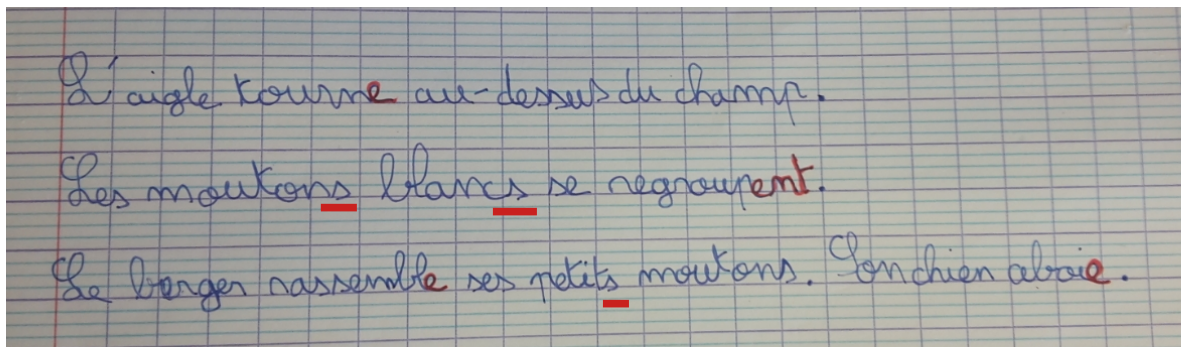 L'aigle tourne au-dessus du champ.
Les moutons blancs se regroupent.
Le berger rassemble ses petits moutons. Son chien aboie.